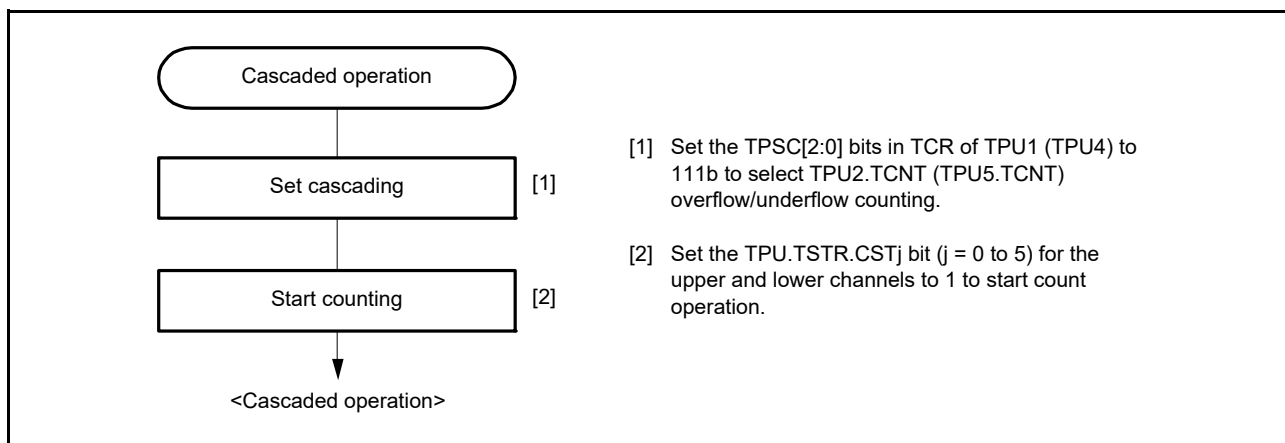 Cascaded operation
Set cascading
[1]
Start counting
[2]
<Cascaded operation>
[1] Set the TPSC[2:0] bits in TCR of TPU1 (TPU4) to
111b to select TPU2.TCNT (TPU5.TCNT)
overflow/underflow counting.
[2] Set the TPU.TSTR.CSTj bit (j = 0 to 5) for the
upper and lower channels to 1 to start count
operation.